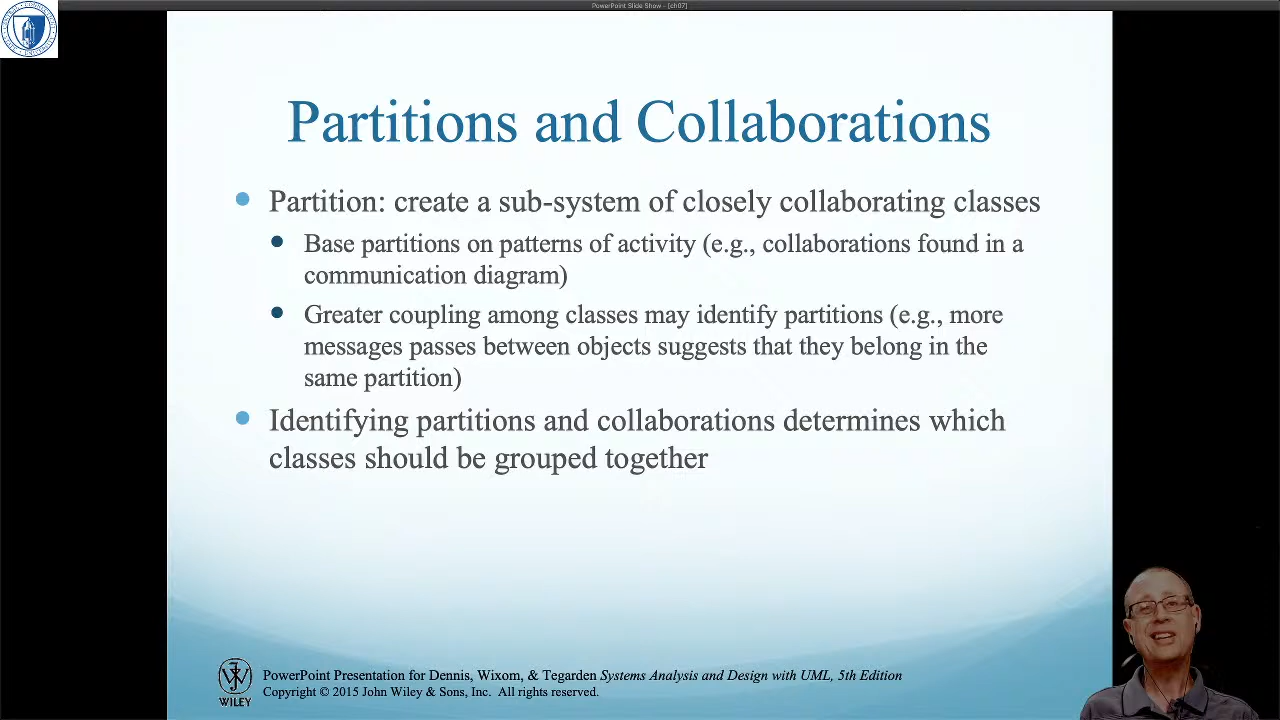 PowerPoint Slide Show - [ch07]
Partitions and Collaborations
Partition: create a sub-system of closely collaborating classes
Base partitions on patterns of activity (e.g., collaborations found in a
communication diagram)
Greater coupling among classes may identify partitions (e.g., more
messages passes between objects suggests that they belong in the
same partition)
Identifying partitions and collaborations determines which
classes should be grouped together
WILEY
PowerPoint Presentation for Dennis, Wixom, & Tegarden Systems Analysis and Design with UML, 5th Edition
Copyright © 2015 John Wiley & Sons, Inc. All rights reserved.